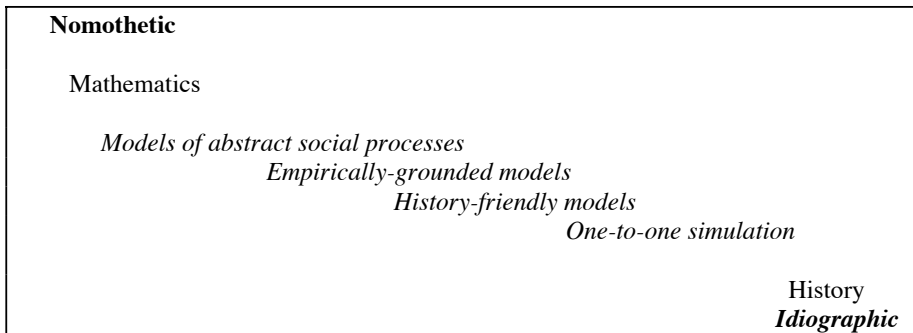 Nomothetic
Mathematics
Models of abstract social processes
Empirically-grounded models
History-friendly models
One-to-one simulation
History
Idiographic